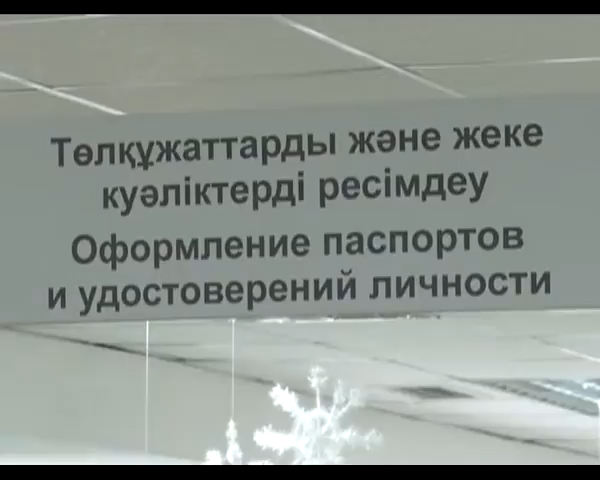 Төлқұжаттарды және жеке
куәліктерді ресімдеу
Оформление паспортов
и удостоверений личности